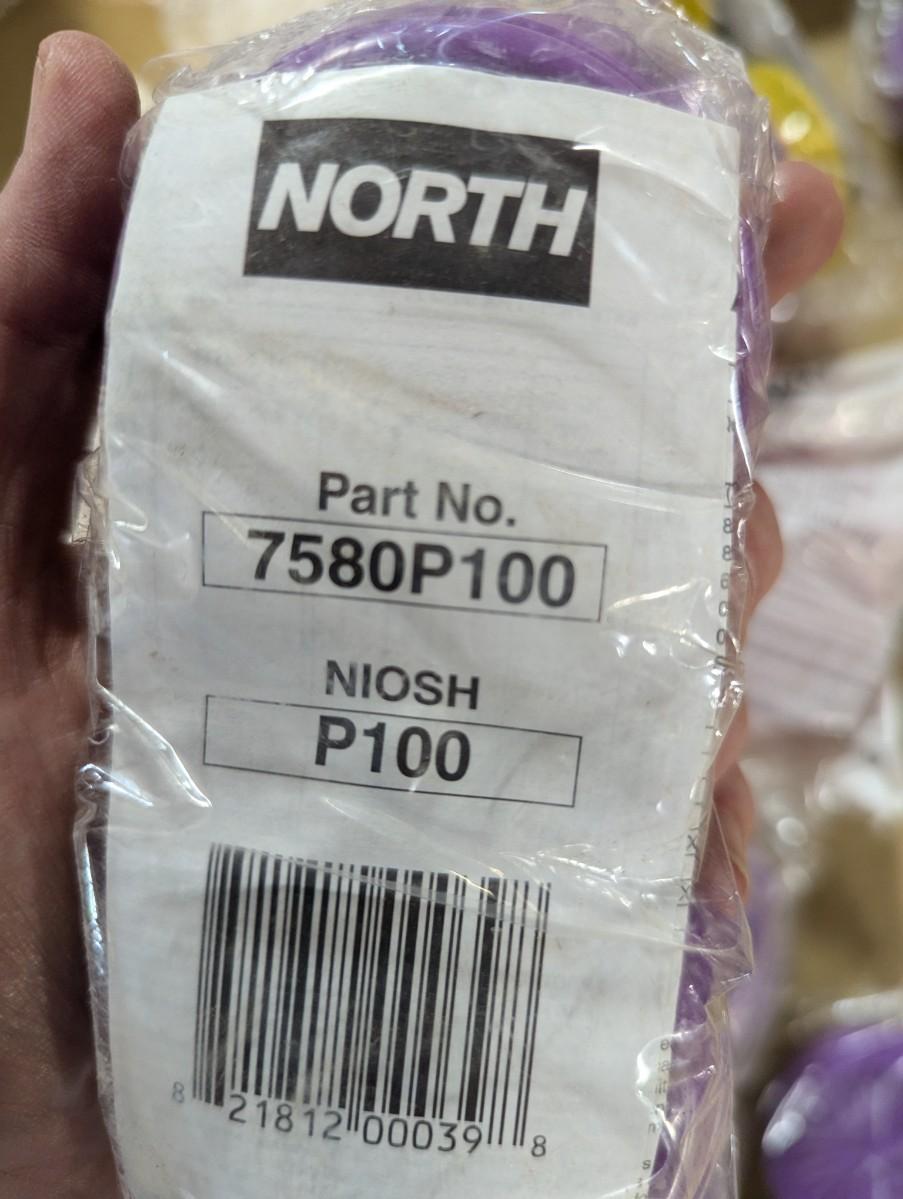 NORTH
Part No.
7580P100
NIOSH
P100
8 21812 00039 8